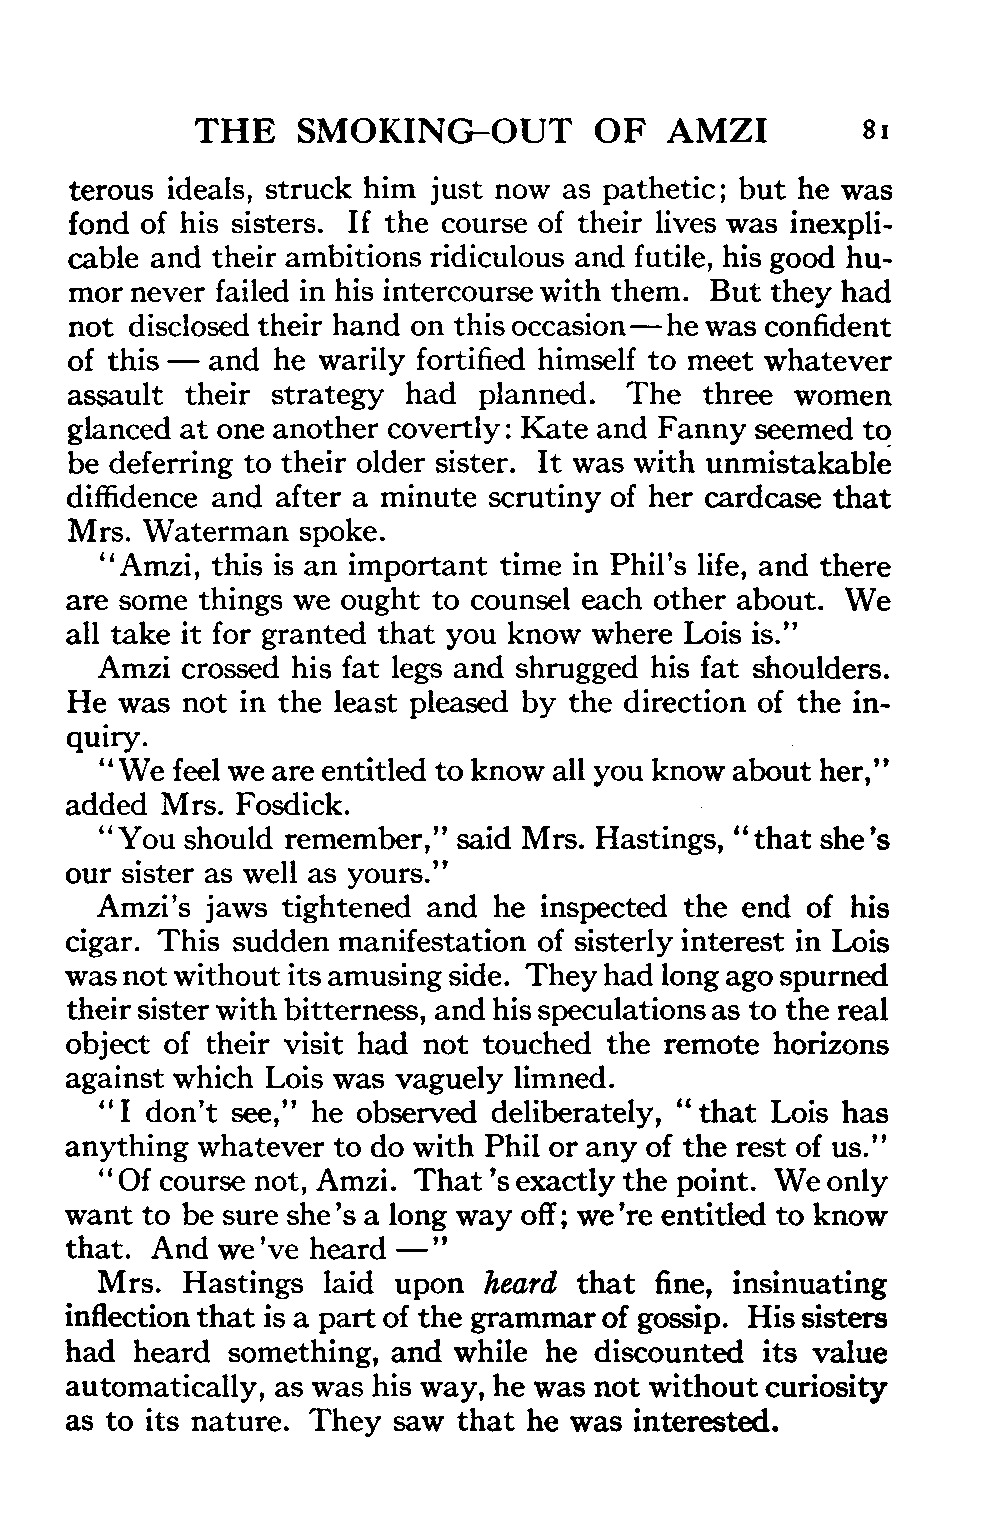 THE SMOKING-OUT OF AMZI 81
terous ideals, struck him just now as pathetic; but he was
fond of his sisters. If the course of their lives was inexpli-
cable and their ambitions ridiculous and futile, his good hu-
mor never failed in his intercourse with them. But they had
not disclosed their hand on this occasion—he was confident
of this — and he warily fortified himself to meet whatever
assault their strategy had planned. The three women
glanced at one another covertly: Kate and Fanny seemed to
be deferring to their older sister. It was with unmistakable
diffidence and after a minute scrutiny of her cardcase that
Mrs. Waterman spoke.
"Amzi, this is an important time in Phil's life, and there
are some things we ought to counsel each other about. We
all take it for granted that you know where Lois is."
Amzi crossed his fat legs and shrugged his fat shoulders.
He was not in the least pleased by the direction of the in-
quiry.
"We feel we are entitled to know all you know about her,"
added Mrs. Fosdick.
"You should remember," said Mrs. Hastings, "that she's
our sister as well as yours."
Amzi's jaws tightened and he inspected the end of his
cigar. This sudden manifestation of sisterly interest in Lois
was not without its amusing side. They had long ago spurned
their sister with bitterness, and his speculations as to the real
object of their visit had not touched the remote horizons
against which Lois was vaguely limned.
"I don't see," he observed deliberately, "that Lois has
anything whatever to do with Phil or any of the rest of us."
"Of course not, Amzi. That's exactly the point. We only
want to be sure she's a long way off; we're entitled to know
that. And we've heard —"
Mrs. Hastings laid upon heard that fine, insinuating
inflection that is a part of the grammar of gossip. His sisters
had heard something, and while he discounted its value
automatically, as was his way, he was not without curiosity
as to its nature. They saw that he was interested.